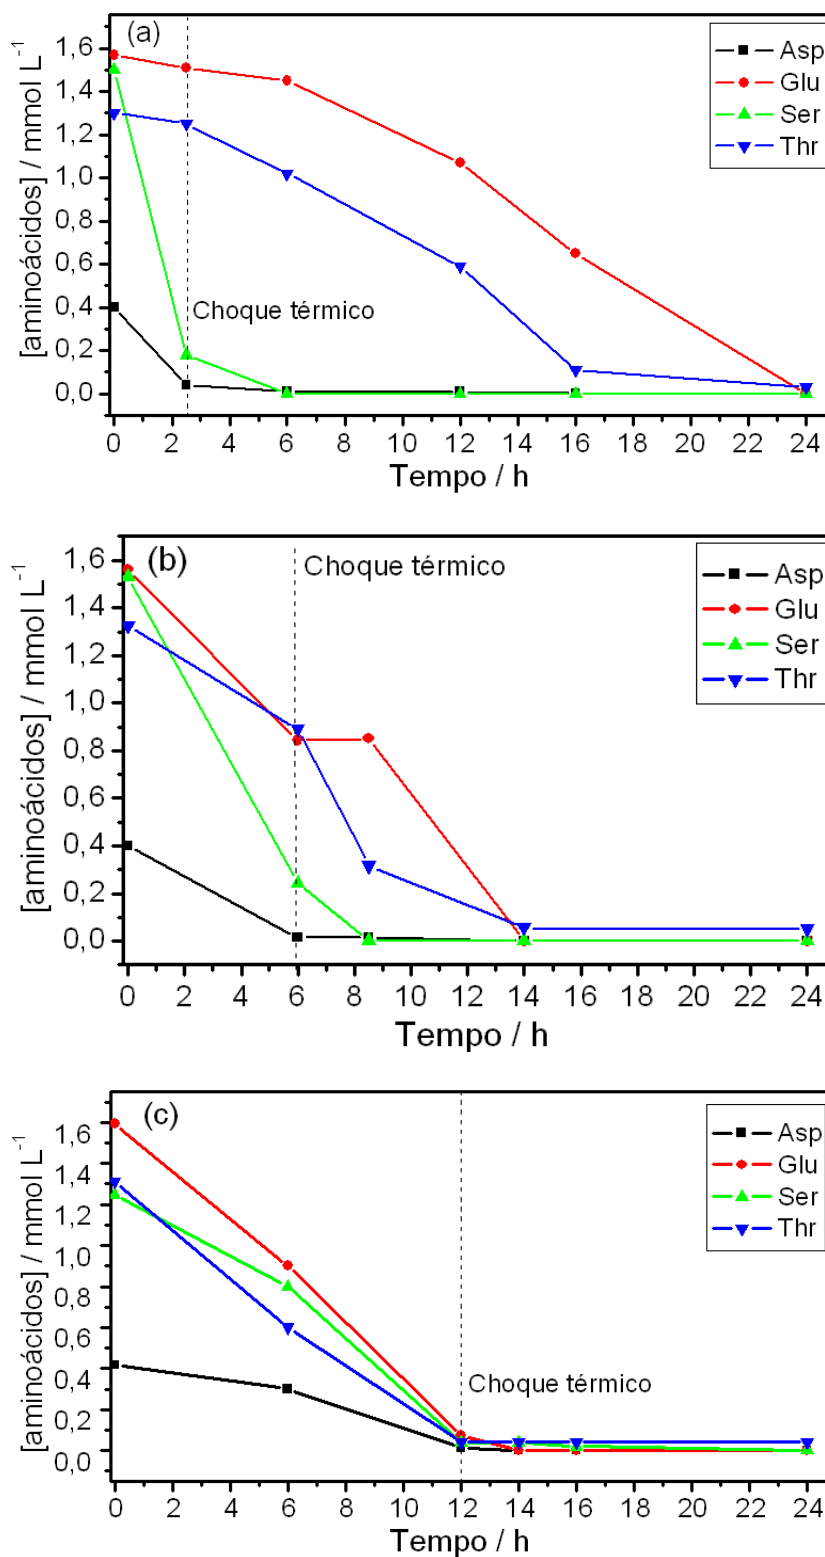 (a)
Asp
Glu
Ser
Thr
[aminoácidos] / mmol L⁻¹
1,6
1,4
1,2
1,0
0,8
0,6
0,4
0,2
0,0
Choque térmico
0 2 4 6 8 10 12 14 16 18 20 22 24
Tempo / h
(b)
Choque térmico
Asp
Glu
Ser
Thr
[aminoácidos] / mmol L⁻¹
1,6
1,4
1,2
1,0
0,8
0,6
0,4
0,2
0,0
0 2 4 6 8 10 12 14 16 18 20 22 24
Tempo / h
(c)
Asp
Glu
Ser
Thr
[aminoácidos] / mmol L⁻¹
1,6
1,4
1,2
1,0
0,8
0,6
0,4
0,2
0,0
Choque térmico
0 2 4 6 8 10 12 14 16 18 20 22 24
Tempo / h